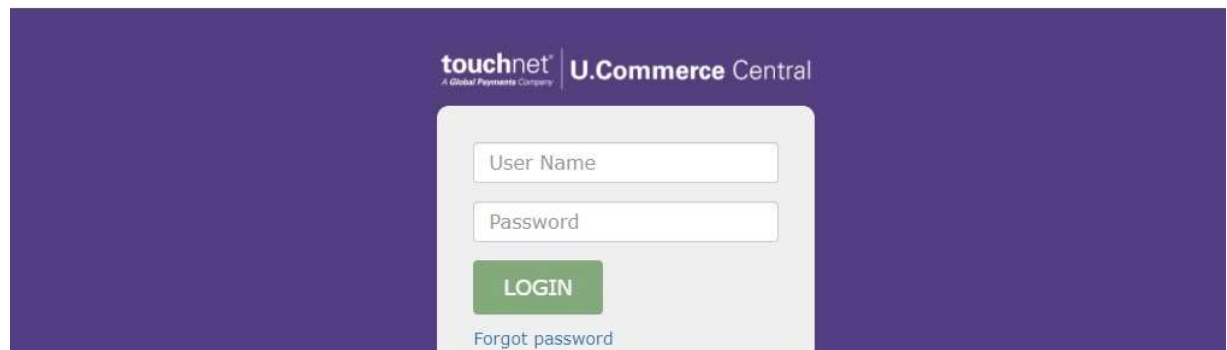 touchnet® U.Commerce Central
A Global Payments Company
User Name
Password
LOGIN
Forgot password